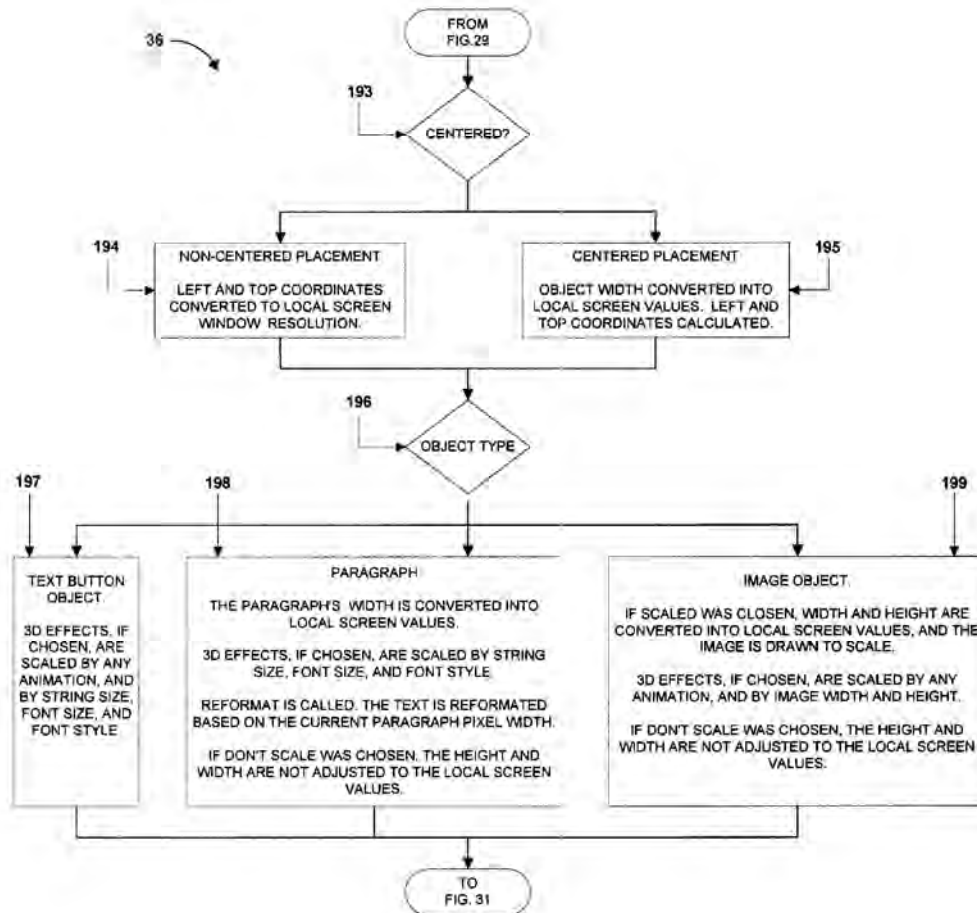 FROM
FIG.29
36
193
CENTERED?
194
NON-CENTERED PLACEMENT
LEFT AND TOP COORDINATES
CONVERTED TO LOCAL SCREEN
WINDOW RESOLUTION.
CENTERED PLACEMENT
OBJECT WIDTH CONVERTED INTO
LOCAL SCREEN VALUES. LEFT AND
TOP COORDINATES CALCULATED.
195
196
OBJECT TYPE
197
198
199
TEXT BUTTON
OBJECT.
3D EFFECTS, IF
CHOSEN, ARE
SCALED BY ANY
ANIMATION, AND
BY STRING SIZE,
FONT SIZE, AND
FONT STYLE
PARAGRAPH
THE PARAGRAPH'S WIDTH IS CONVERTED INTO
LOCAL SCREEN VALUES.
3D EFFECTS, IF CHOSEN, ARE SCALED BY STRING
SIZE, FONT SIZE, AND FONT STYLE
REFORMAT IS CALLED. THE TEXT IS REFORMATED
BASED ON THE CURRENT PARAGRAPH PIXEL WIDTH.
IF DON'T SCALE WAS CHOSEN, THE HEIGHT AND
WIDTH ARE NOT ADJUSTED TO THE LOCAL SCREEN
VALUES.
IMAGE OBJECT.
IF SCALED WAS CLOSEN, WIDTH AND HEIGHT ARE
CONVERTED INTO LOCAL SCREEN VALUES, AND THE
IMAGE IS DRAWN TO SCALE.
3D EFFECTS, IF CHOSEN, ARE SCALED BY ANY
ANIMATION, AND BY IMAGE WIDTH AND HEIGHT.
IF DON'T SCALE WAS CHOSEN, THE HEIGHT AND
WIDTH ARE NOT ADJUSTED TO THE LOCAL SCREEN
VALUES.
TO
FIG. 31